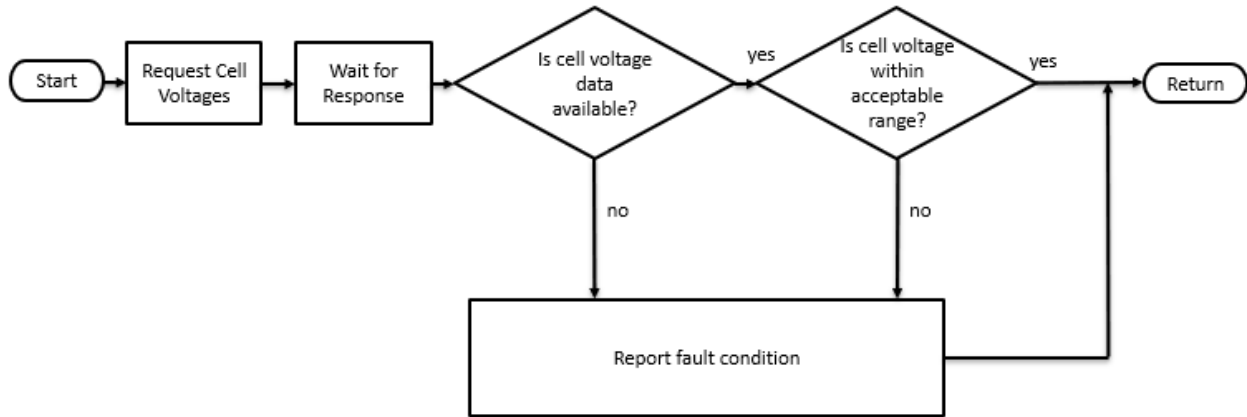 Start
Request Cell
Voltages
Wait for
Response
Is cell voltage
data
available?
yes
Is cell voltage
within
acceptable
range?
yes
Return
no
no
Report fault condition